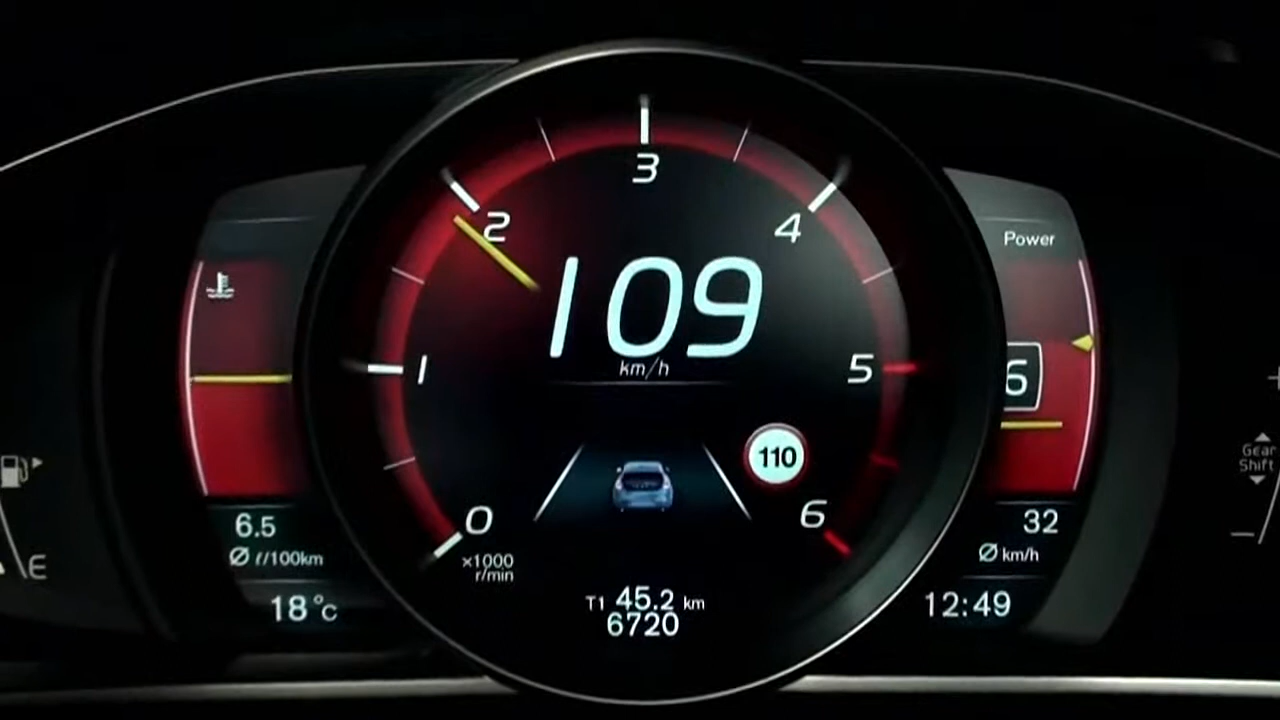 3
2
4
Power
109
km/h
1
5
6
110
Gear
Shift
0
6
6.5
Ø ℓ/100km
×1000
r/min
32
Ø km/h
E
18°C
T1 45.2 km
6720
12:49